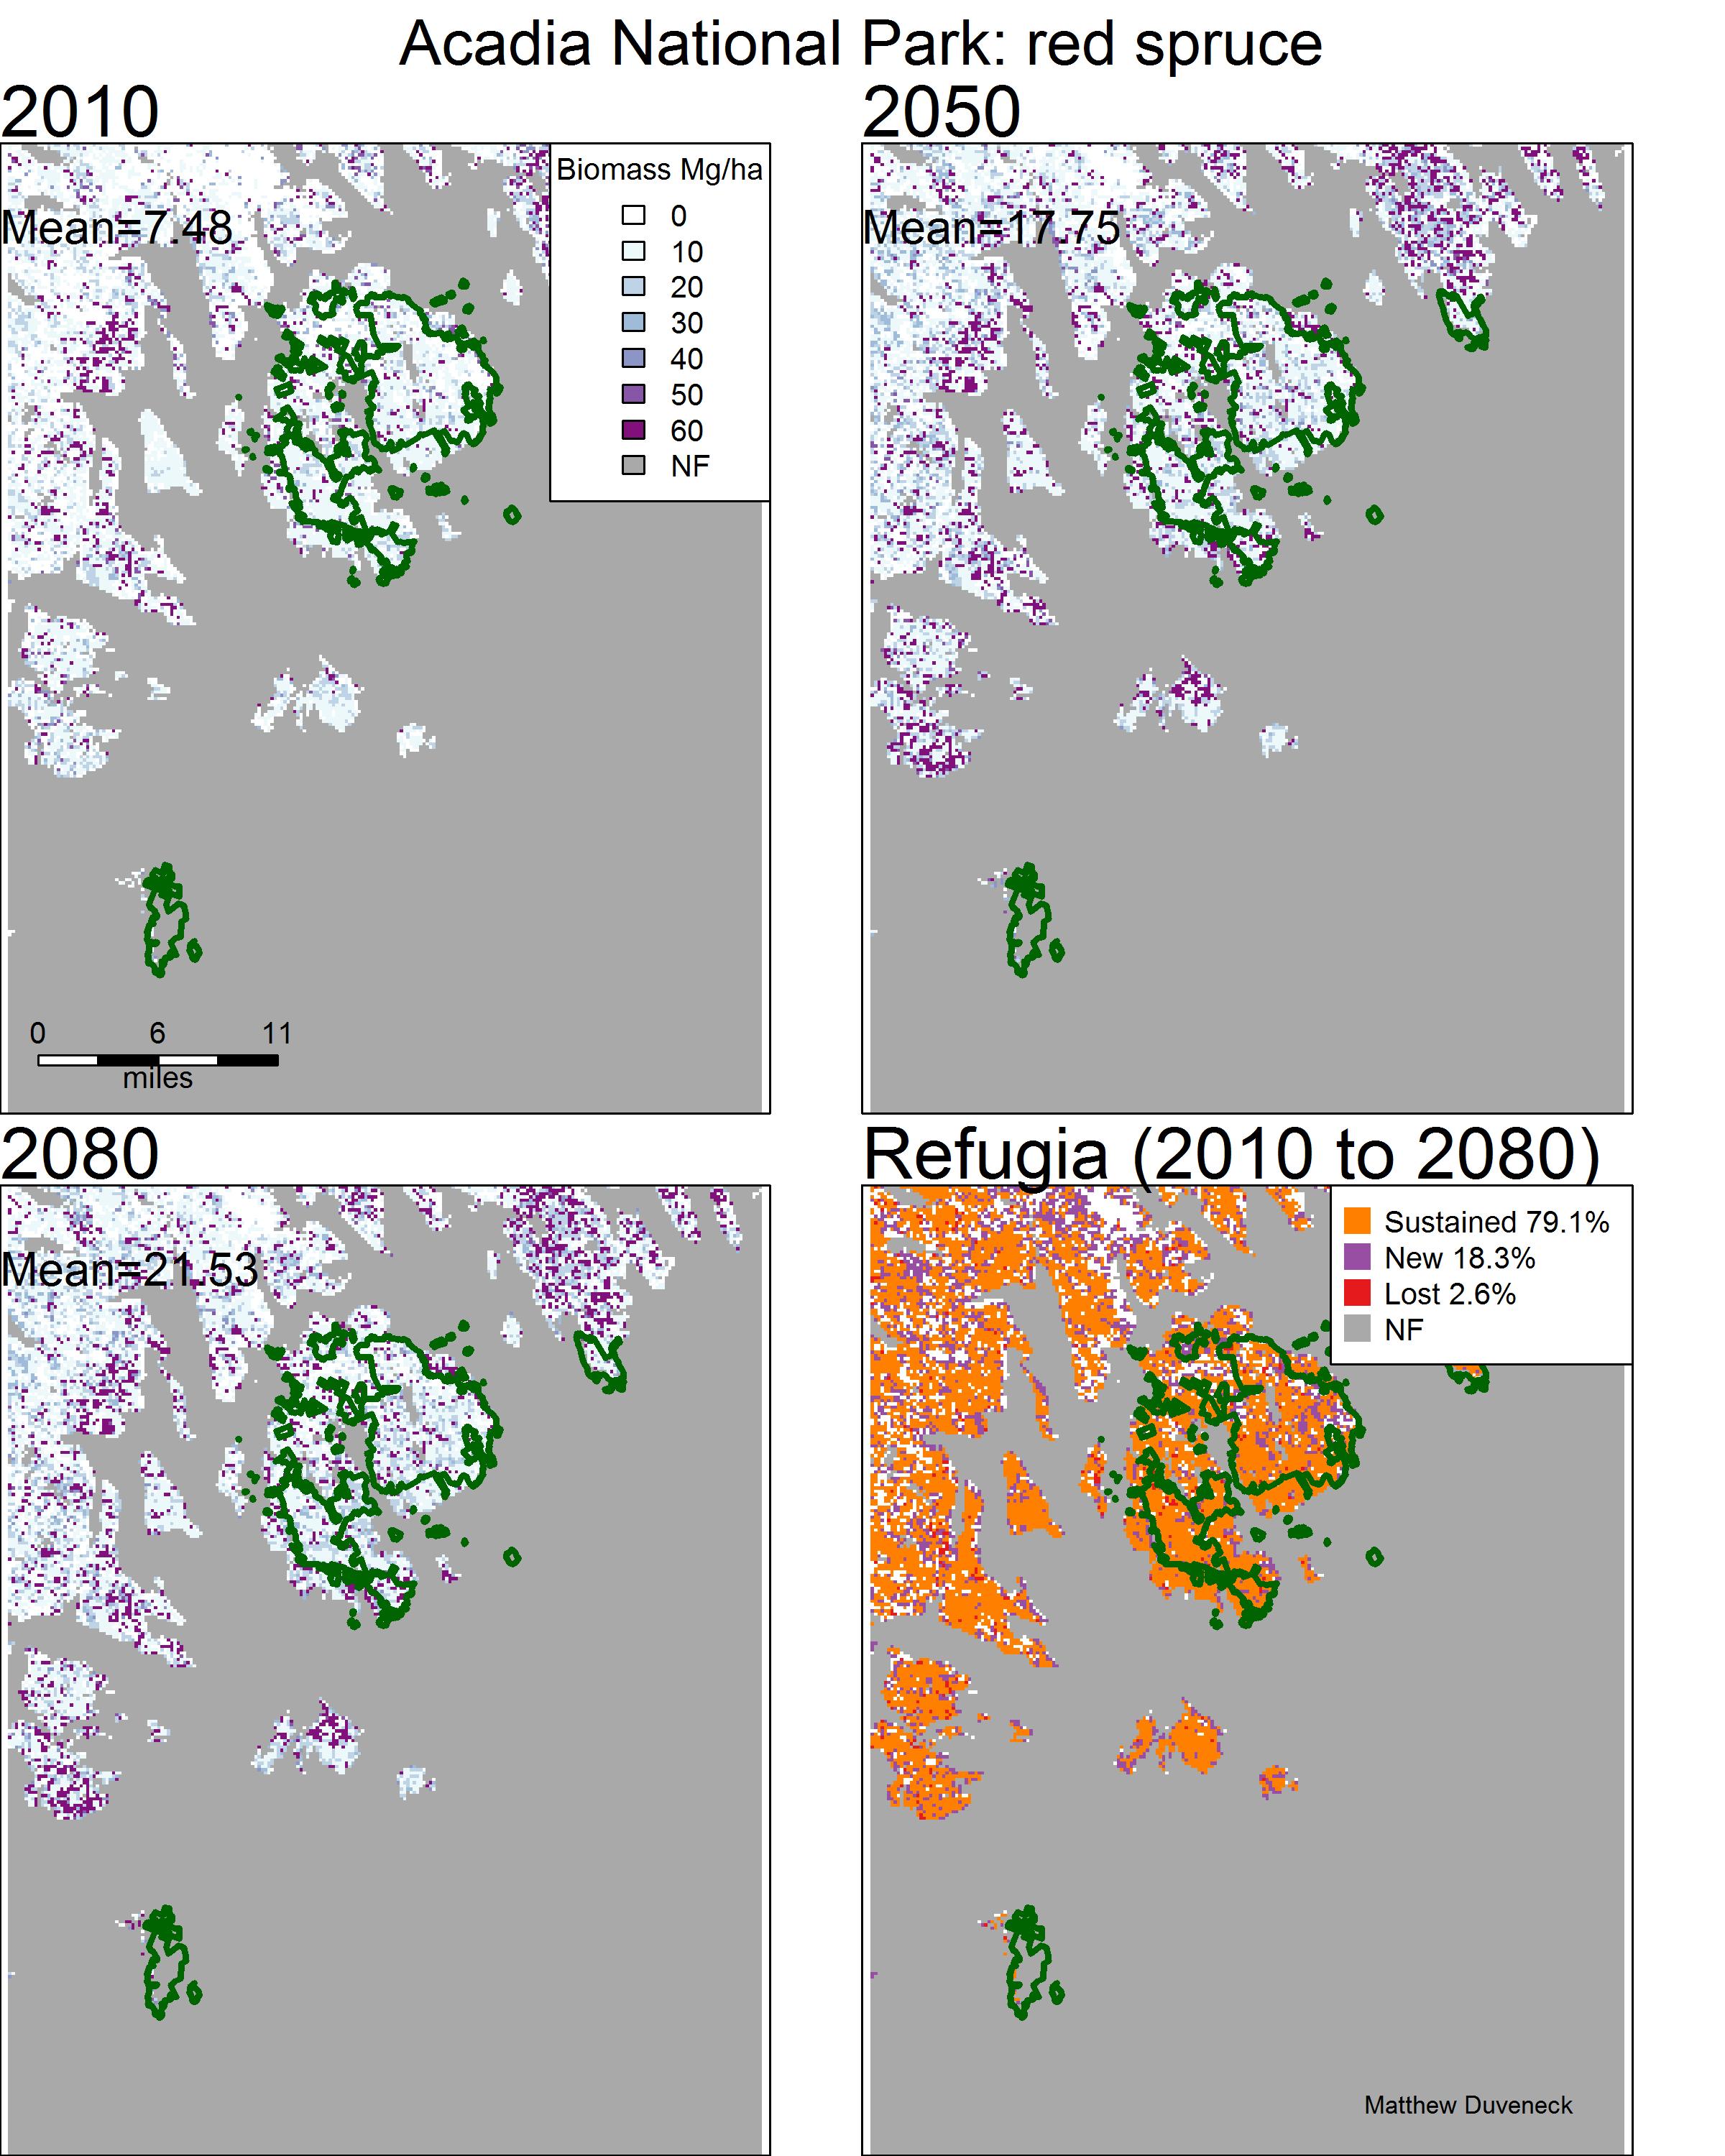 Acadia National Park: red spruce
2010
2050
Biomass Mg/ha
0
10
20
30
40
50
60
NF
Mean=7.48
Mean=17.75
0 6 11
miles
2080
Refugia (2010 to 2080)
Mean=21.53
Sustained 79.1%
New 18.3%
Lost 2.6%
NF
Matthew Duveneck